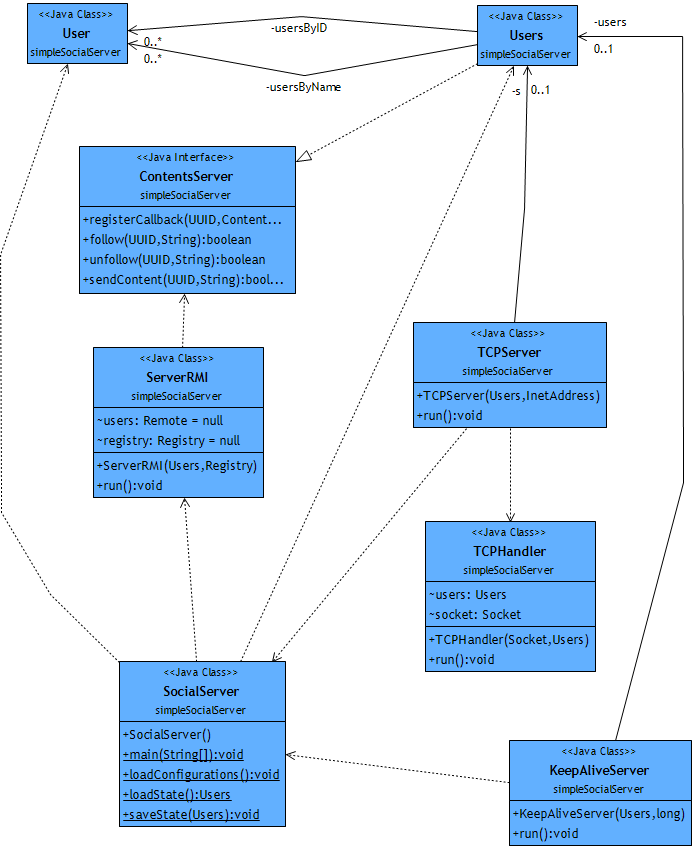 <<Java Class>>
User
simpleSocialServer
-usersByID
0..*
0..*
-usersByName
<<Java Class>>
Users
simpleSocialServer
-users
0..1
-s 0..1
<<Java Interface>>
ContentsServer
simpleSocialServer
+registerCallback(UUID,Conten­t...
+follow(UUID,String):boolean
+unfollow(UUID,String):boolean
+sendContent(UUID,String):bool...
<<Java Class>>
ServerRMI
simpleSocialServer
~users: Remote = null
~registry: Registry = null
+ServerRMI(Users,Registry)
+run():void
<<Java Class>>
TCPServer
simpleSocialServer
+TCPServer(Users,InetAddress)
+run():void
<<Java Class>>
TCPHandler
simpleSocialServer
~users: Users
~socket: Socket
+TCPHandler(Socket,Users)
+run():void
<<Java Class>>
SocialServer
simpleSocialServer
+SocialServer()
+main(String[]):void
+loadConfigurations():void
+loadState():Users
+saveState(Users):void
<<Java Class>>
KeepAliveServer
simpleSocialServer
+KeepAliveServer(Users,long)
+run():void